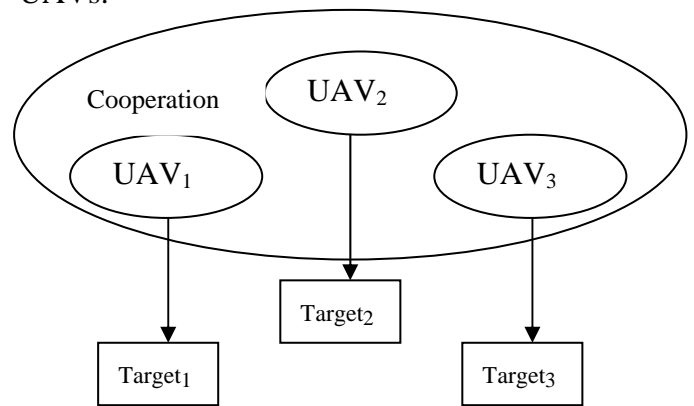 UAVs.
UAV₂
Cooperation
UAV₁
UAV₃
Target₂
Target₁
Target₃